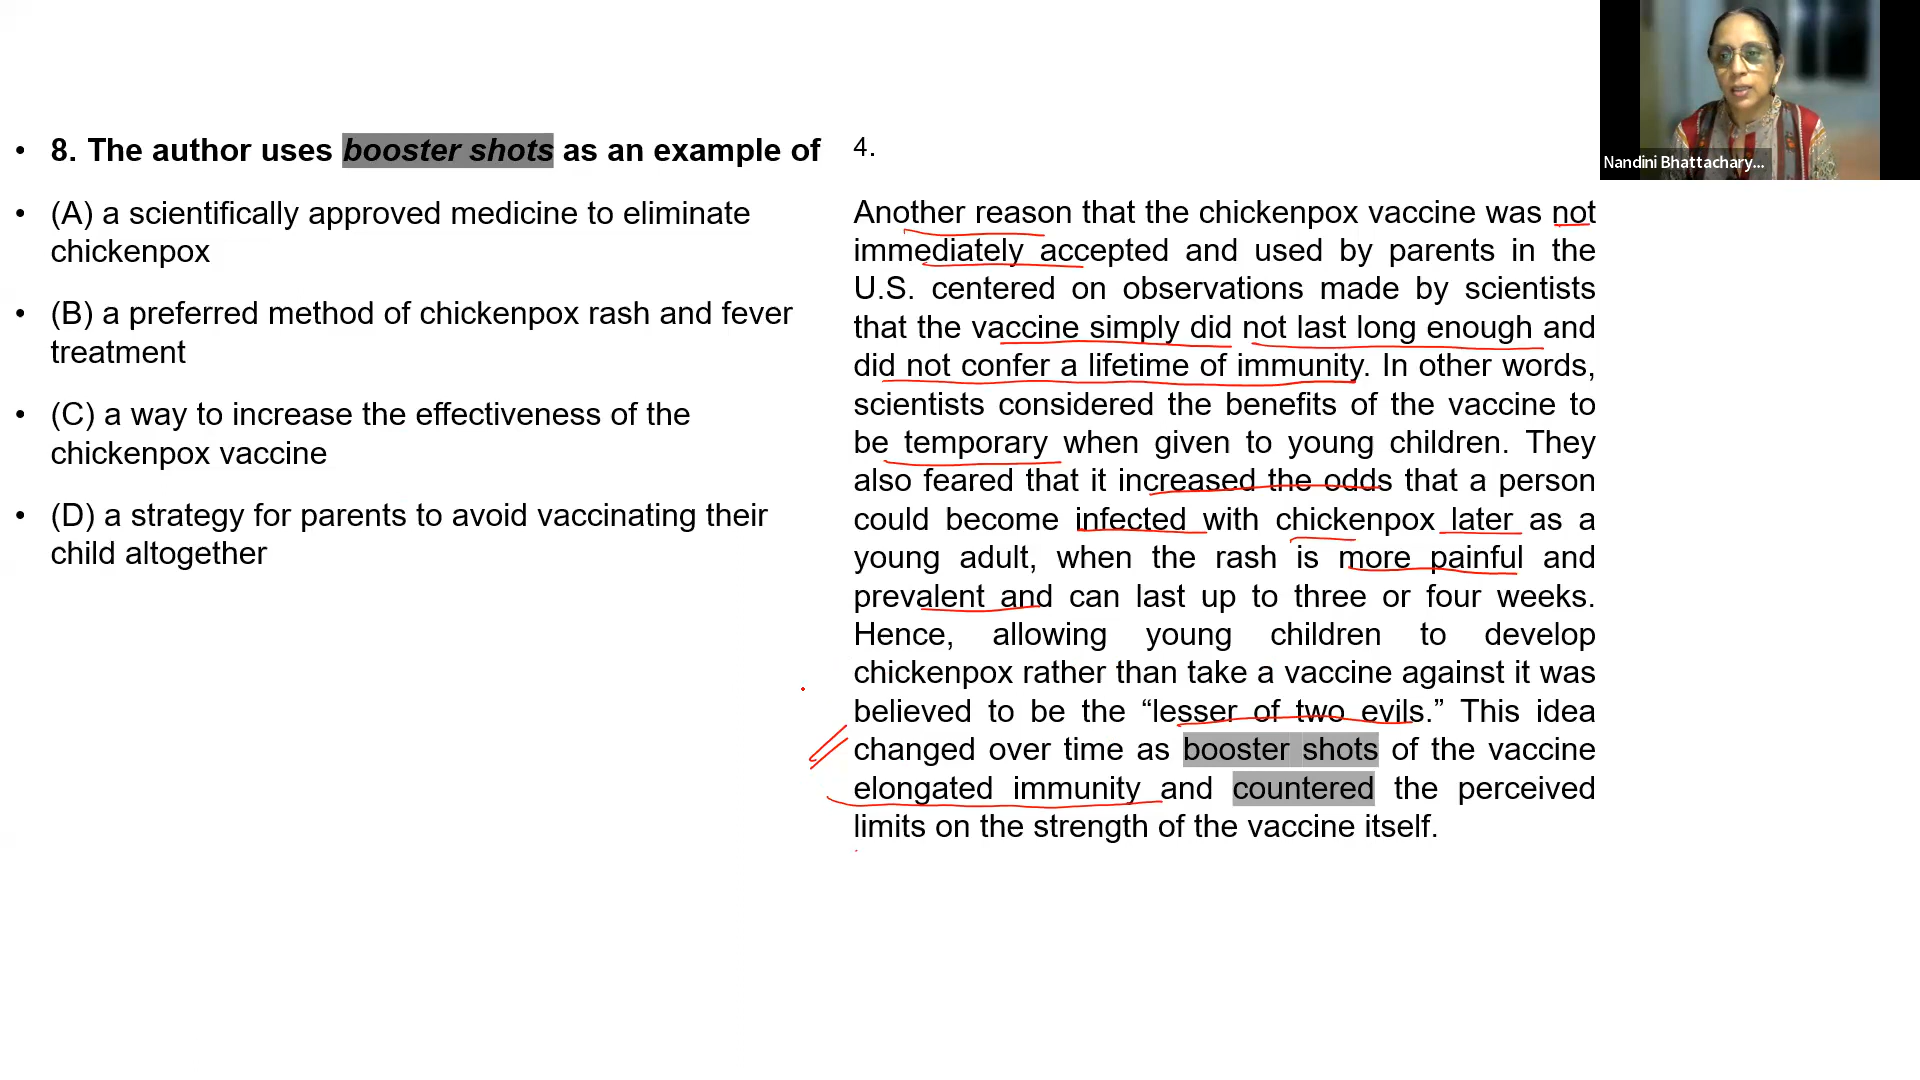 • 8. The author uses booster shots as an example of
• (A) a scientifically approved medicine to eliminate
chickenpox
• (B) a preferred method of chickenpox rash and fever
treatment
• (C) a way to increase the effectiveness of the
chickenpox vaccine
• (D) a strategy for parents to avoid vaccinating their
child altogether
4.
Another reason that the chickenpox vaccine was not
immediately accepted and used by parents in the
U.S. centered on observations made by scientists
that the vaccine simply did not last long enough and
did not confer a lifetime of immunity. In other words,
scientists considered the benefits of the vaccine to
be temporary when given to young children. They
also feared that it increased the odds that a person
could become infected with chickenpox later as a
young adult, when the rash is more painful and
prevalent and can last up to three or four weeks.
Hence, allowing young children to develop
chickenpox rather than take a vaccine against it was
believed to be the “lesser of two evils.” This idea
changed over time as booster shots of the vaccine
elongated immunity and countered the perceived
limits on the strength of the vaccine itself.
Nandini Bhattachary...